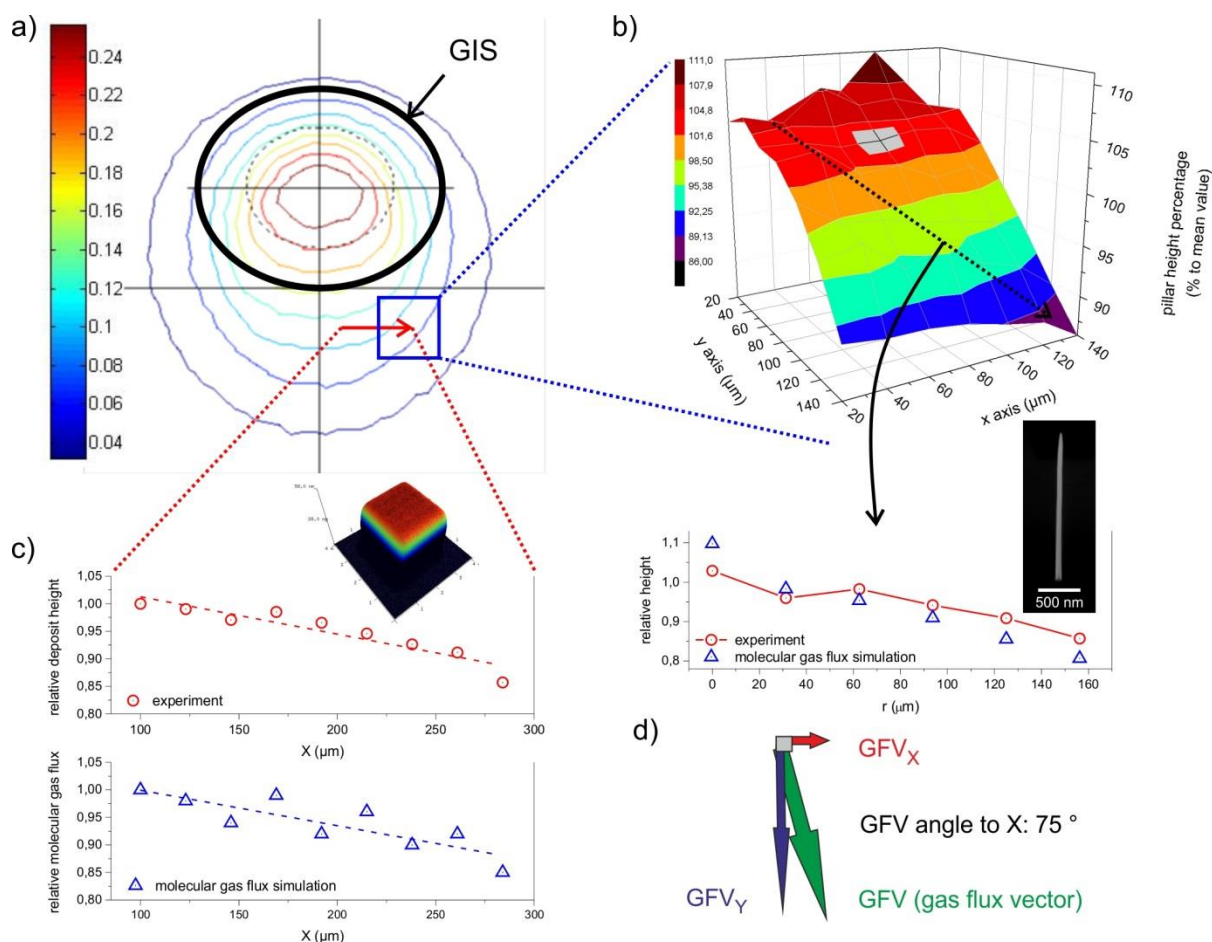 a)
GIS
0.24
0.22
0.2
0.18
0.16
0.14
0.12
0.1
0.08
0.06
0.04
b)
111,0
107,9
104,8
101,6
98,50
95,38
92,25
89,13
86,00
110
105
100
95
90
pillar height percentage
(% to mean value)
20
40
60
80
100
120
140
y axis (µm)
20
40
60
80
100
120
140
x axis (µm)
500 nm
1,1
1,0
0,9
0,8
relative height
experiment
molecular gas flux simulation
0 20 40 60 80 100 120 140 160
r (µm)
c)
1,05
1,00
0,95
0,90
0,85
0,80
relative deposit height
experiment
100 150 200 250 300
X (µm)
1,05
1,00
0,95
0,90
0,85
0,80
relative molecular gas flux
molecular gas flux simulation
100 150 200 250 300
X (µm)
d)
GFVX
GFV angle to X: 75 °
GFVY
GFV (gas flux vector)